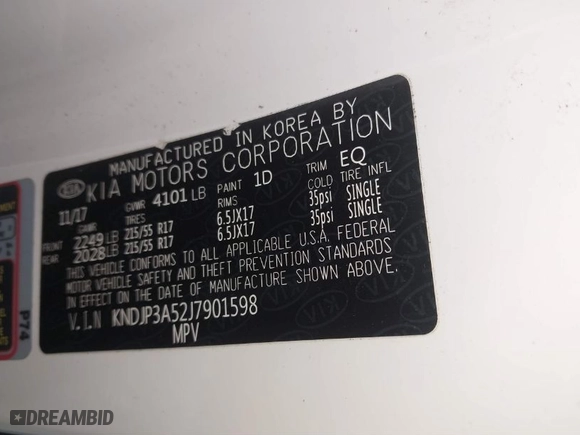 MANUFACTURED IN KOREA BY
KIA KIA MOTORS CORPORATION
11/17 GVWR 4101 LB PAINT 1D TRIM EQ
TIRES RIMS COLD TIRE INFL
FRONT 2249 LB 215/55 R17 6.5JX17 35psi SINGLE
REAR 2028 LB 215/55 R17 6.5JX17 35psi SINGLE
THIS VEHICLE CONFORMS TO ALL APPLICABLE U.S.A. FEDERAL
MOTOR VEHICLE SAFETY AND THEFT PREVENTION STANDARDS
IN EFFECT ON THE DATE OF MANUFACTURE SHOWN ABOVE.
V.I.N KNDJP3A52J7901598
MPV
P74
DREAMBID